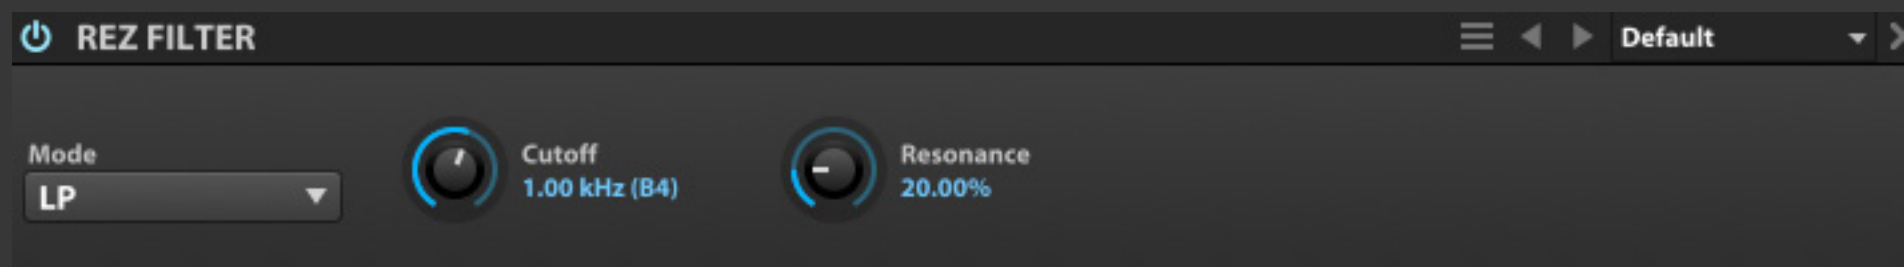 REZ FILTER
Default
Mode
LP
Cutoff
1.00 kHz (B4)
Resonance
20.00%